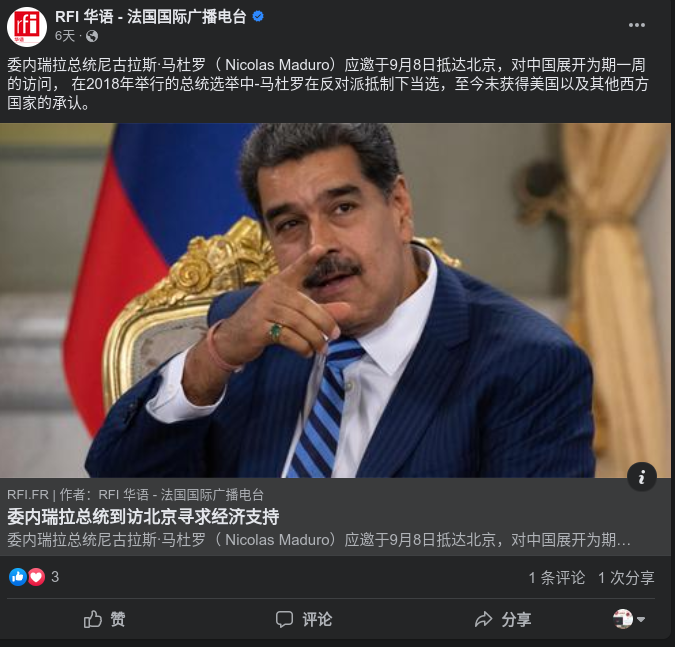 rfi
华语
RFI 华语 - 法国国际广播电台
6天 ·
委内瑞拉总统尼古拉斯·马杜罗（ Nicolas Maduro）应邀于9月8日抵达北京，对中国展开为期一周
的访问， 在2018年举行的总统选举中-马杜罗在反对派抵制下当选，至今未获得美国以及其他西方
国家的承认。
i
RFI.FR | 作者：RFI 华语 - 法国国际广播电台
委内瑞拉总统到访北京寻求经济支持
委内瑞拉总统尼古拉斯·马杜罗（ Nicolas Maduro）应邀于9月8日抵达北京，对中国展开为期…
3 1 条评论 1 次分享
赞 评论 分享